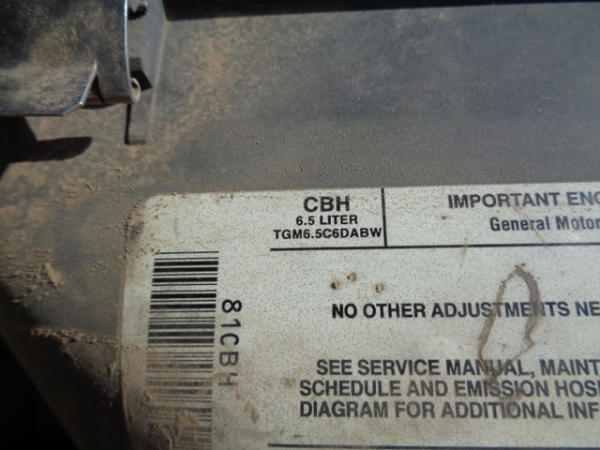 CBH
6.5 LITER
TGM6.5C6DABW
IMPORTANT ENG
General Motor
81CBH
NO OTHER ADJUSTMENTS NE
SEE SERVICE MANUAL, MAINT
SCHEDULE AND EMISSION HOS
DIAGRAM FOR ADDITIONAL INF